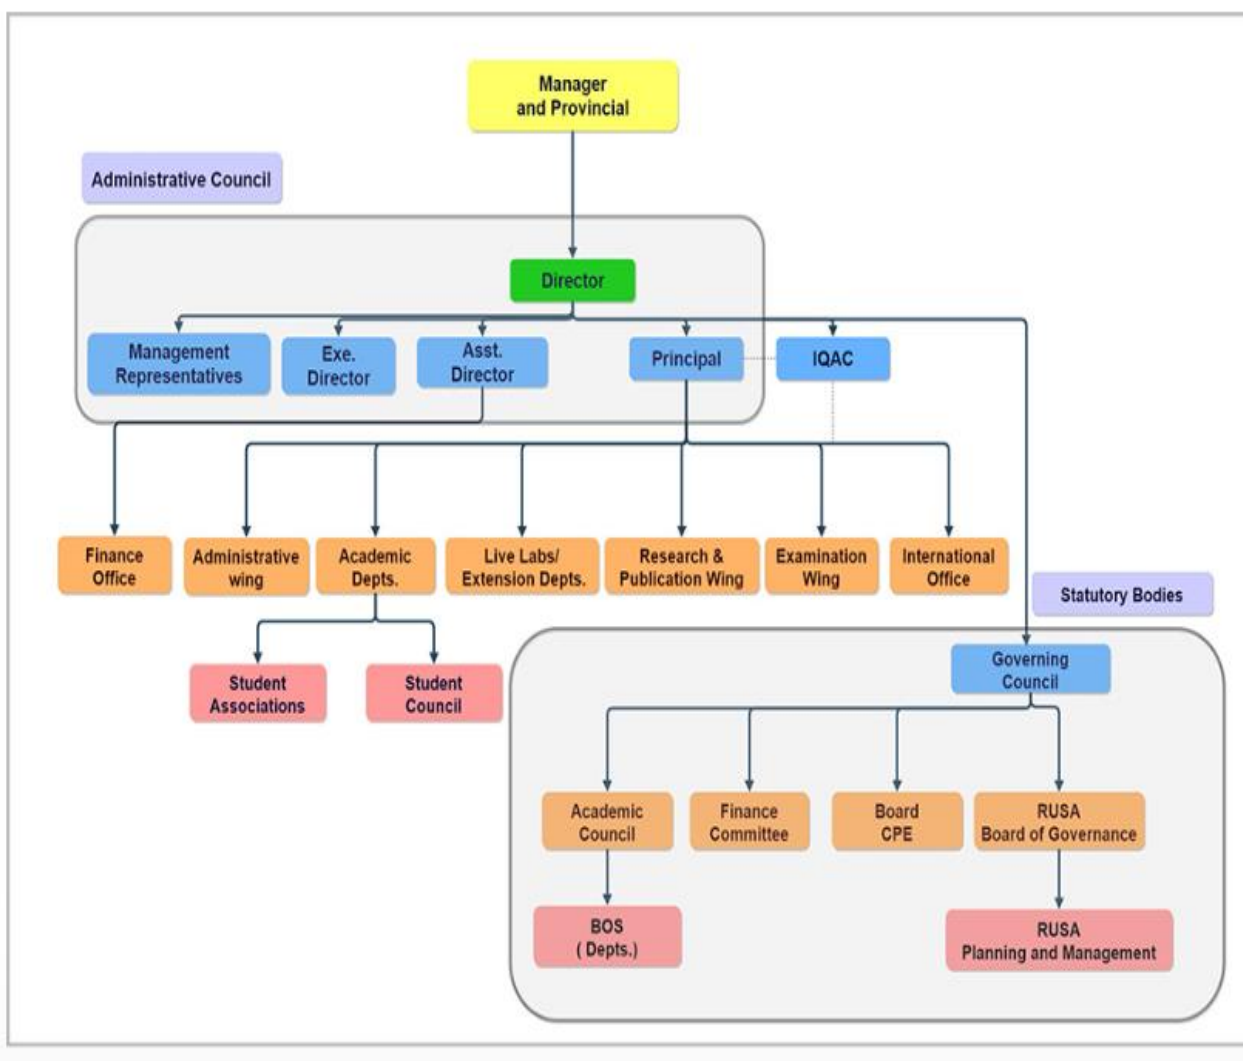 Manager
and Provincial
Administrative Council
Director
Management
Representatives
Exe.
Director
Asst.
Director
Principal
IQAC
Finance
Office
Administrative
wing
Academic
Depts.
Live Labs/
Extension Depts.
Research &
Publication Wing
Examination
Wing
International
Office
Statutory Bodies
Student
Associations
Student
Council
Governing
Council
Academic
Council
Finance
Committee
Board
CPE
RUSA
Board of Governance
BOS
( Depts.)
RUSA
Planning and Management